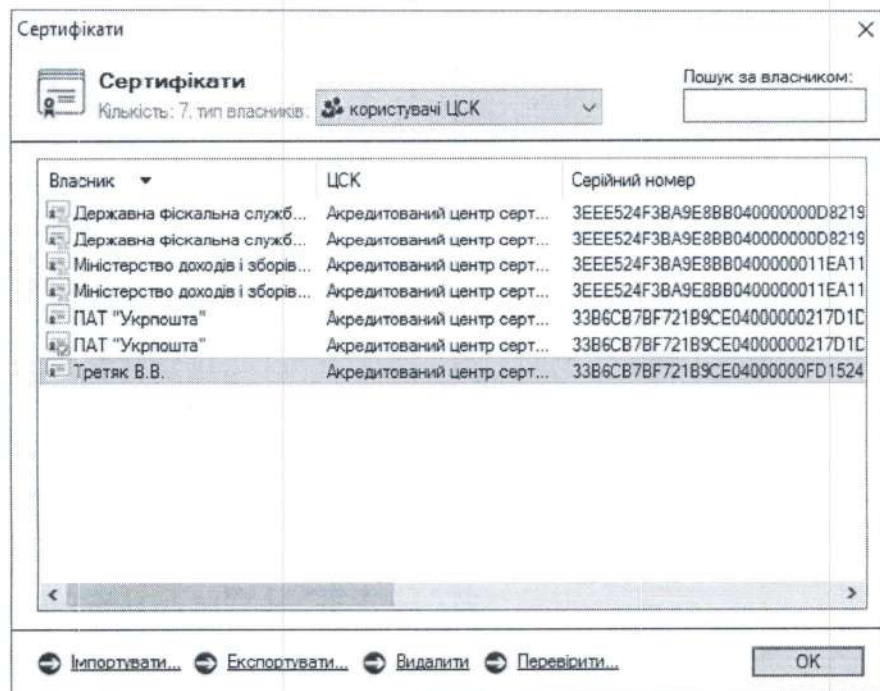 Сертифікати
Сертифікати
Кількість: 7, тип власників: користувачі ЦСК
Пошук за власником:
Власник ЦСК Серійний номер
Державна фіскальна служб... Акредитований центр серт... 3EEE524F3BA9E8BB040000000D8219
Державна фіскальна служб... Акредитований центр серт... 3EEE524F3BA9E8BB040000000D8219
Міністерство доходів і зборів... Акредитований центр серт... 3EEE524F3BA9E8BB0400000011EA11
Міністерство доходів і зборів... Акредитований центр серт... 3EEE524F3BA9E8BB0400000011EA11
ПАТ "Укрпошта" Акредитований центр серт... 33B6CB7BF721B9CE04000000217D1D
ПАТ "Укрпошта" Акредитований центр серт... 33B6CB7BF721B9CE04000000217D1D
Третяк В.В. Акредитований центр серт... 33B6CB7BF721B9CE04000000FD1524
Імпортувати... Експортувати... Видалити Перевірити... OK